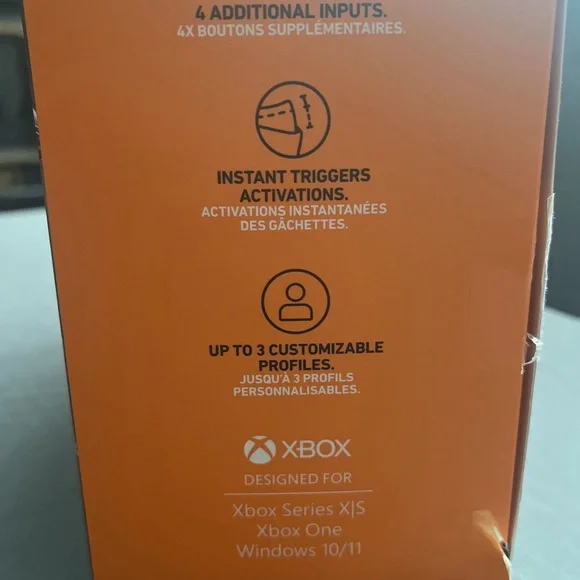 4 ADDITIONAL INPUTS.
4X BOUTONS SUPPLÉMENTAIRES.
INSTANT TRIGGERS
ACTIVATIONS.
ACTIVATIONS INSTANTANÉES
DES GÂCHETTES.
UP TO 3 CUSTOMIZABLE
PROFILES.
JUSQU'À 3 PROFILS
PERSONNALISABLES.
XBOX
DESIGNED FOR
Xbox Series X|S
Xbox One
Windows 10/11